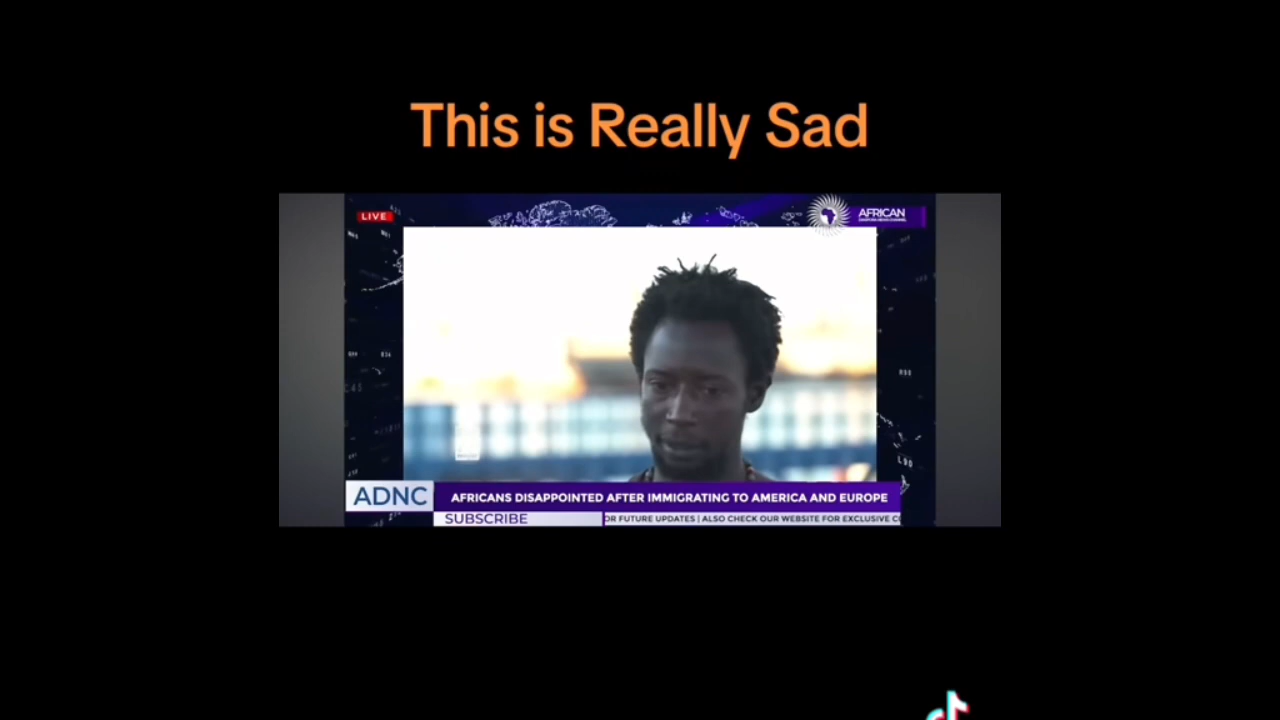 This is Really Sad
LIVE
AFRICAN
ADNC
AFRICANS DISAPPOINTED AFTER IMMIGRATING TO AMERICA AND EUROPE
SUBSCRIBE
OR FUTURE UPDATES | ALSO CHECK OUR WEBSITE FOR EXCLUSIVE